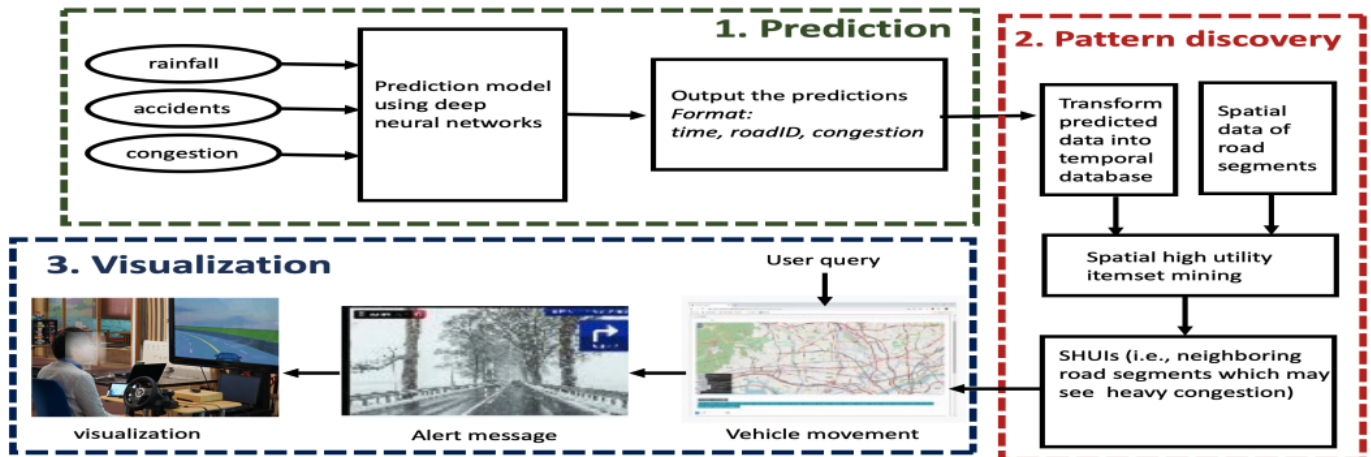 1. Prediction
rainfall
accidents
congestion
Prediction model
using deep
neural networks
Output the predictions
Format:
time, roadID, congestion
2. Pattern discovery
Transform
predicted
data into
temporal
database
Spatial
data of
road
segments
Spatial high utility
itemset mining
SHUIs (i.e., neighboring
road segments which may
see heavy congestion)
3. Visualization
User query
visualization
Alert message
Vehicle movement